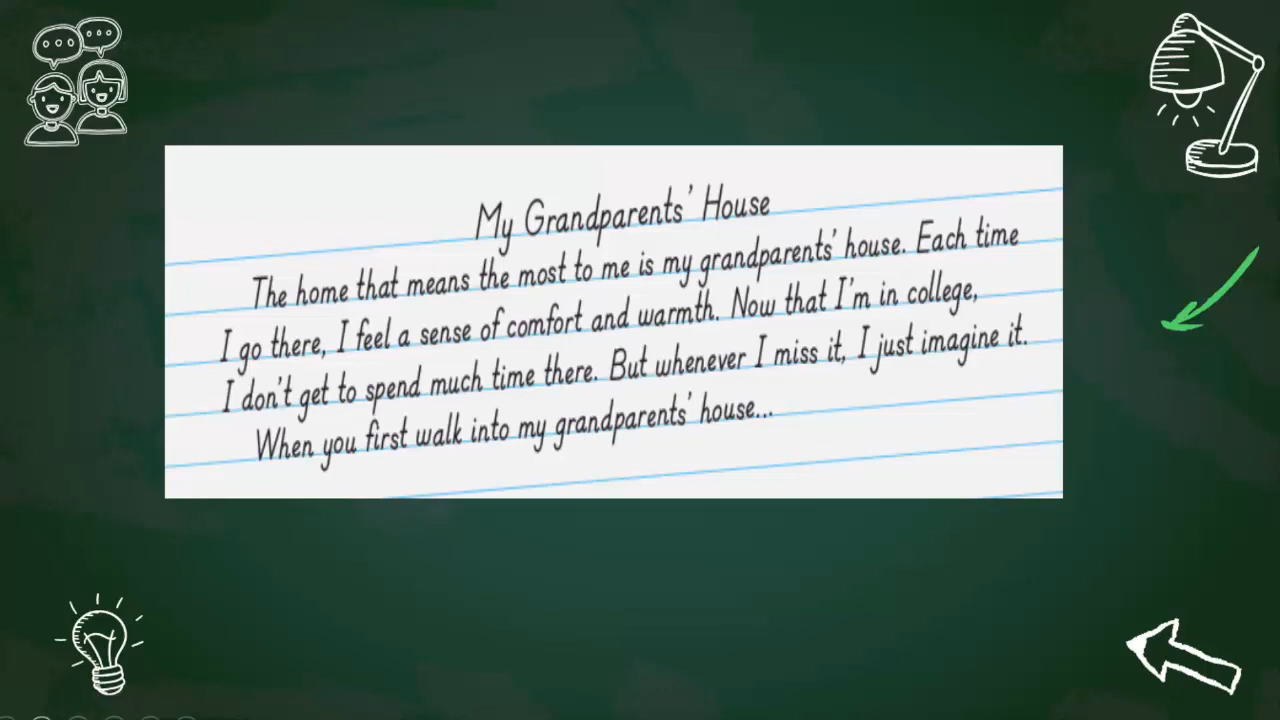 My Grandparents’ House
The home that means the most to me is my grandparents’ house. Each time
I go there, I feel a sense of comfort and warmth. Now that I’m in college,
I don’t get to spend much time there. But whenever I miss it, I just imagine it.
When you first walk into my grandparents’ house...